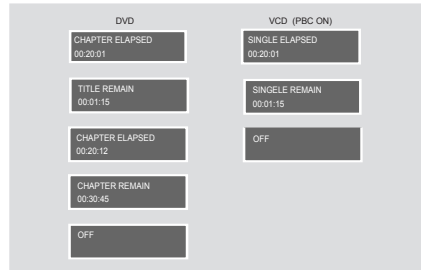 DVD
CHAPTER ELAPSED
00:20:01
TITLE REMAIN
00:01:15
CHAPTER ELAPSED
00:20:12
CHAPTER REMAIN
00:30:45
OFF
VCD (PBC ON)
SINGLE ELAPSED
00:20:01
SINGELE REMAIN
00:01:15
OFF